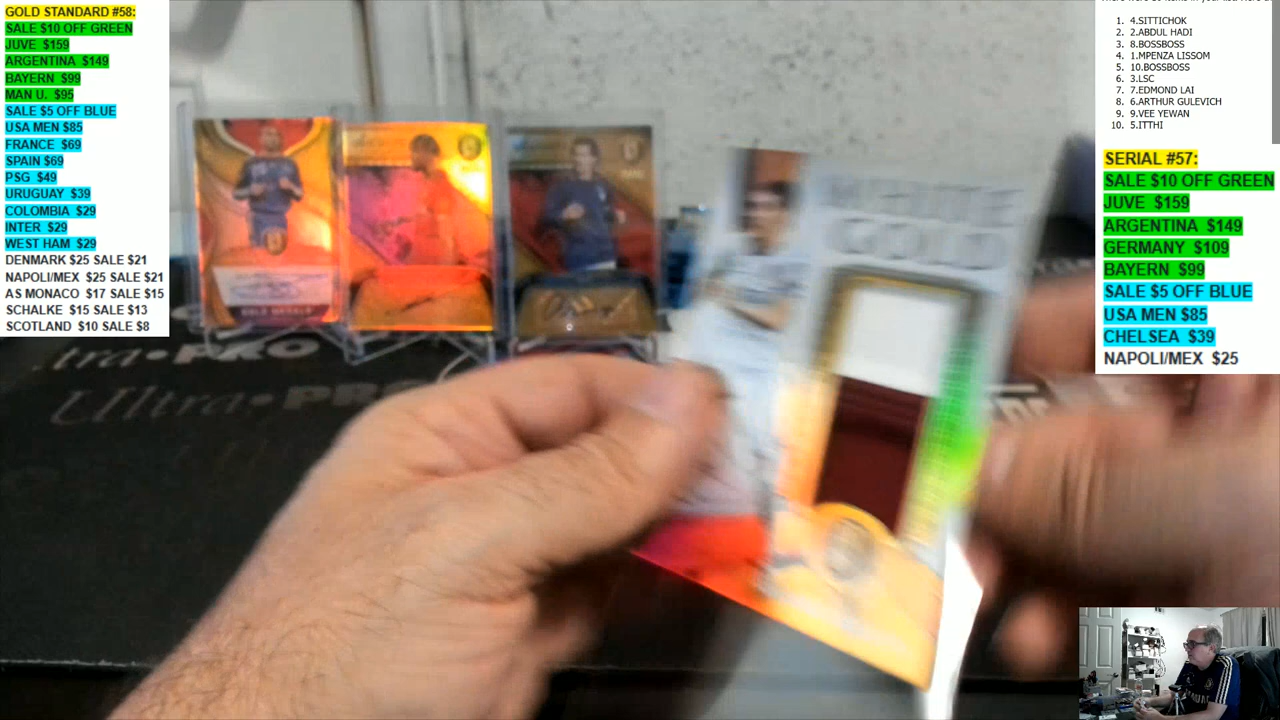 GOLD STANDARD #58:
SALE $10 OFF GREEN
JUVE $159
ARGENTINA $149
BAYERN $99
MAN U. $95
SALE $5 OFF BLUE
USA MEN $85
FRANCE $69
SPAIN $69
PSG $49
URUGUAY $39
COLOMBIA $29
INTER $29
WEST HAM $29
DENMARK $25 SALE $21
NAPOLI/MEX $25 SALE $21
AS MONACO $17 SALE $15
SCHALKE $15 SALE $13
SCOTLAND $10 SALE $8
1. 4.SITTICHOK
2. 2.ABDUL HADI
3. 8.BOSSBOSS
4. 1.MPENZA LISSOM
5. 10.BOSSBOSS
6. 3.LSC
7. 7.EDMOND LAI
8. 6.ARTHUR GULEVICH
9. 9.VEE YEWAN
10. 5.ITTHI
SERIAL #57:
SALE $10 OFF GREEN
JUVE $159
ARGENTINA $149
GERMANY $109
BAYERN $99
SALE $5 OFF BLUE
USA MEN $85
CHELSEA $39
NAPOLI/MEX $25
GOLD
tra PRO
Ultra PRO